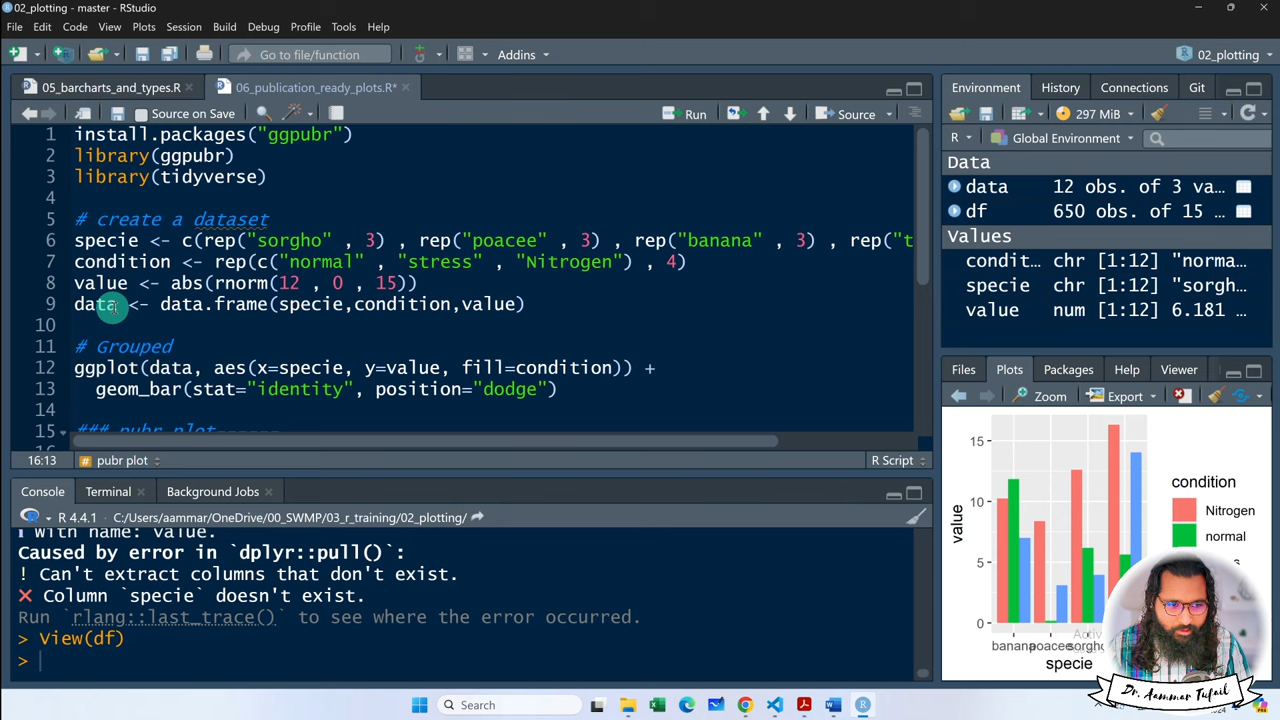 02_plotting - master - RStudio
File Edit Code View Plots Session Build Debug Profile Tools Help
Go to file/function Addins 02_plotting
05_barcharts_and_types.R 06_publication_ready_plots.R*
Source on Save Run Source
1 install.packages("ggpubr")
2 library(ggpubr)
3 library(tidyverse)
4
5 # create a dataset
6 specie <- c(rep("sorgho" , 3) , rep("poacee" , 3) , rep("banana" , 3) , rep("t
7 condition <- rep(c("normal" , "stress" , "Nitrogen") , 4)
8 value <- abs(rnorm(12 , 0 , 15))
9 data <- data.frame(specie,condition,value)
10
11 # Grouped
12 ggplot(data, aes(x=specie, y=value, fill=condition)) +
13 geom_bar(stat="identity", position="dodge")
14
15 ### pubr plot------
16:13 pubr plot R Script
Console Terminal Background Jobs
R 4.4.1 · C:/Users/aammar/OneDrive/00_SWMP/03_r_training/02_plotting/
i With name: value.
Caused by error in `dplyr::pull()`:
! Can't extract columns that don't exist.
✖ Column `specie` doesn't exist.
Run `rlang::last_trace()` to see where the error occurred.
> View(df)
>
Environment History Connections Git
297 MiB
R Global Environment
Data
data 12 obs. of 3 va…
df 650 obs. of 15 …
Values
condit… chr [1:12] "norma…
specie chr [1:12] "sorgh…
value num [1:12] 6.181 …
Files Plots Packages Help Viewer
Zoom Export
15
10
5
0
value
banana poacee sorgho
specie
condition
Nitrogen
normal
Dr. Aammar Tufail
Search